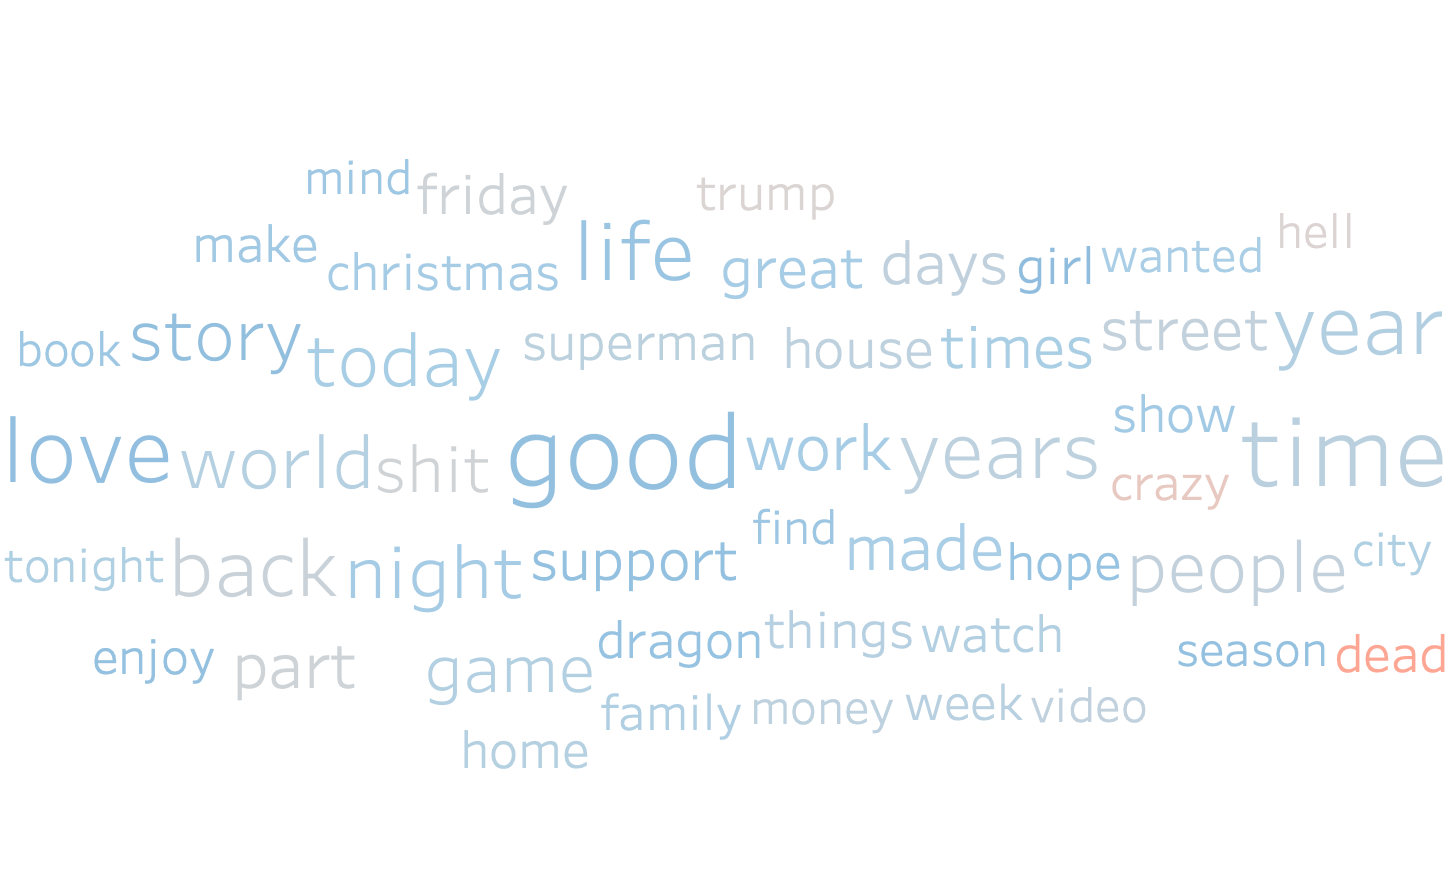 mind friday trump
make christmas life great days girl wanted hell
book story today superman house times street year
love world shit good work years show time
crazy
tonight back night support find made hope people city
enjoy part game dragon things watch season dead
family money week video
home